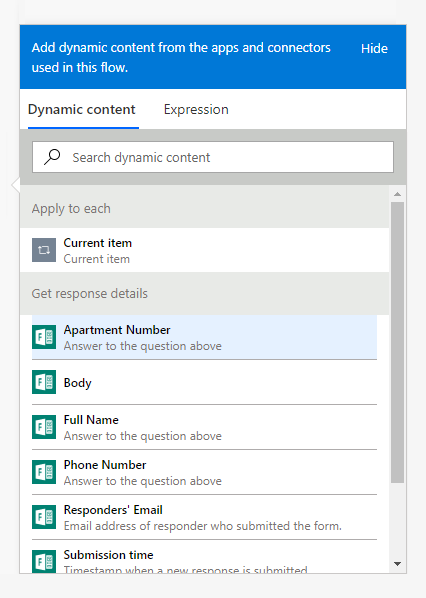 Add dynamic content from the apps and connectors
Hide
used in this flow.
Dynamic content
Expression
Search dynamic content
Apply to each
Current item
Current item
Get response details
Apartment Number
Answer to the question above
Body
Full Name
Answer to the question above
Phone Number
Answer to the question above
Responders' Email
Email address of responder who submitted the form.
Submission time
Timestamp when a new response is submitted.